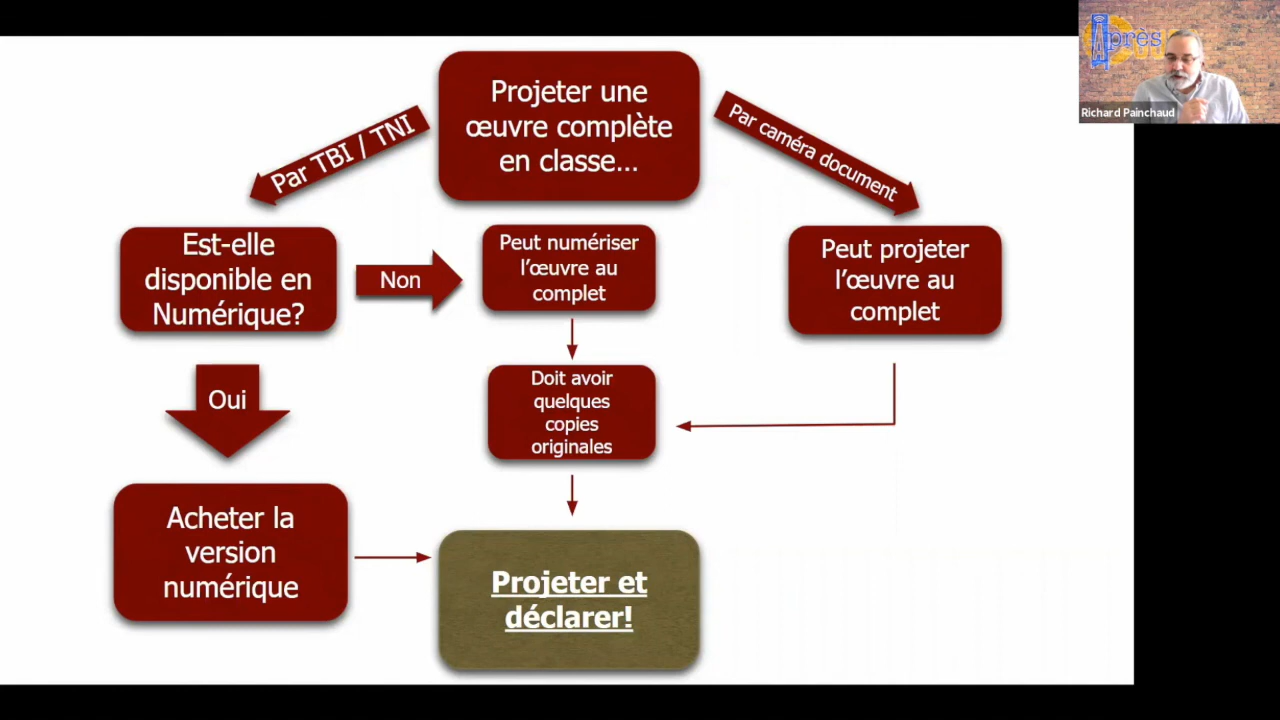 Projeter une
œuvre complète
en classe…
Par TBI / TNI
Par caméra document
Est-elle
disponible en
Numérique?
Non
Peut numériser
l’œuvre au
complet
Peut projeter
l’œuvre au
complet
Oui
Doit avoir
quelques
copies
originales
Acheter la
version
numérique
Projeter et
déclarer!
Après
Richard Painchaud